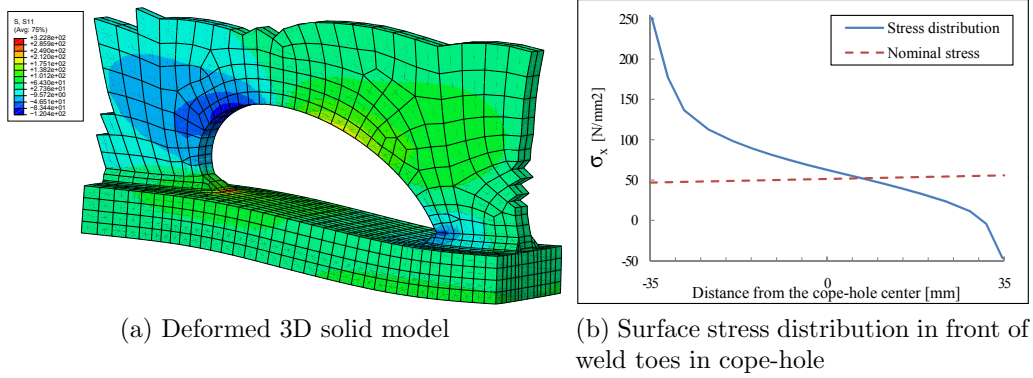 S, S11
(Avg: 75%)
+3.228e+02
+2.859e+02
+2.490e+02
+2.120e+02
+1.751e+02
+1.382e+02
+1.012e+02
+6.430e+01
+2.736e+01
-9.572e+00
-4.651e+01
-8.344e+01
-1.204e+02
(a) Deformed 3D solid model
250
200
150
100
50
0
-50
σx [N/mm2]
Stress distribution
Nominal stress
-35
0
35
Distance from the cope-hole center [mm]
(b) Surface stress distribution in front of
weld toes in cope-hole